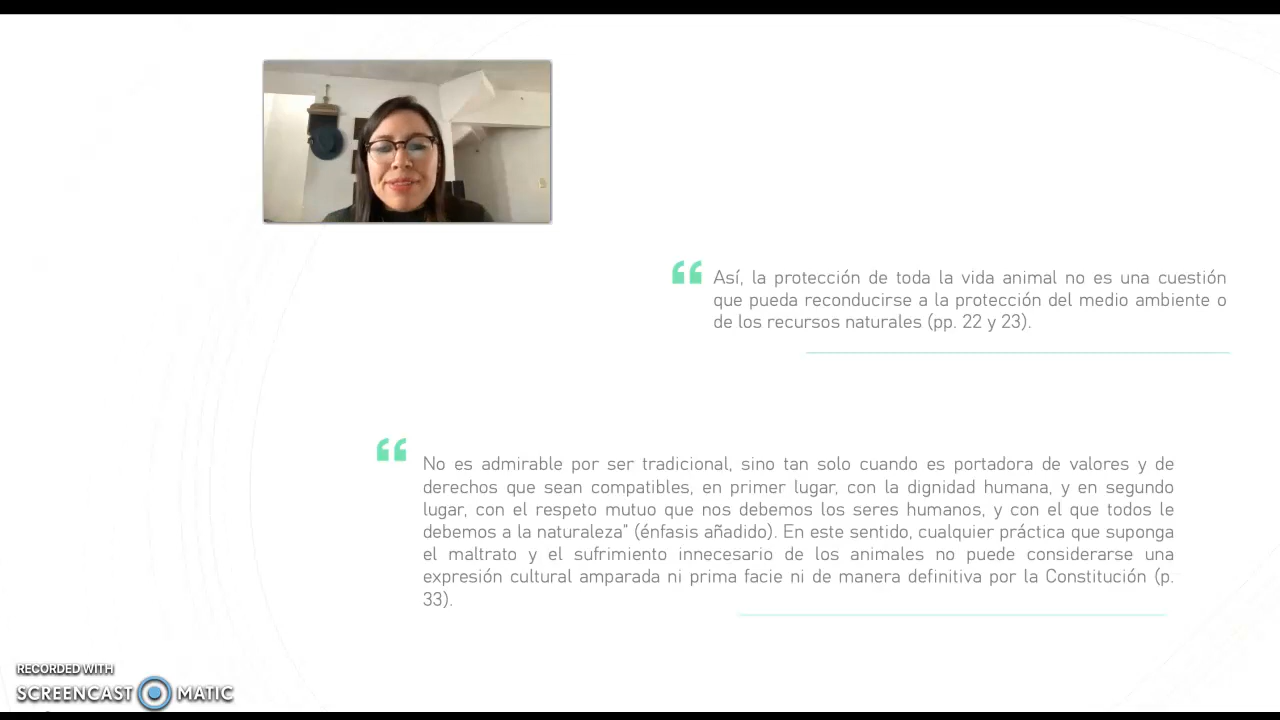 “ Así, la protección de toda la vida animal no es una cuestión
que pueda reconducirse a la protección del medio ambiente o
de los recursos naturales (pp. 22 y 23).
“ No es admirable por ser tradicional, sino tan solo cuando es portadora de valores y de
derechos que sean compatibles, en primer lugar, con la dignidad humana, y en segundo
lugar, con el respeto mutuo que nos debemos los seres humanos, y con el que todos le
debemos a la naturaleza" (énfasis añadido). En este sentido, cualquier práctica que suponga
el maltrato y el sufrimiento innecesario de los animales no puede considerarse una
expresión cultural amparada ni prima facie ni de manera definitiva por la Constitución (p.
33).
RECORDED WITH
SCREENCAST MATIC